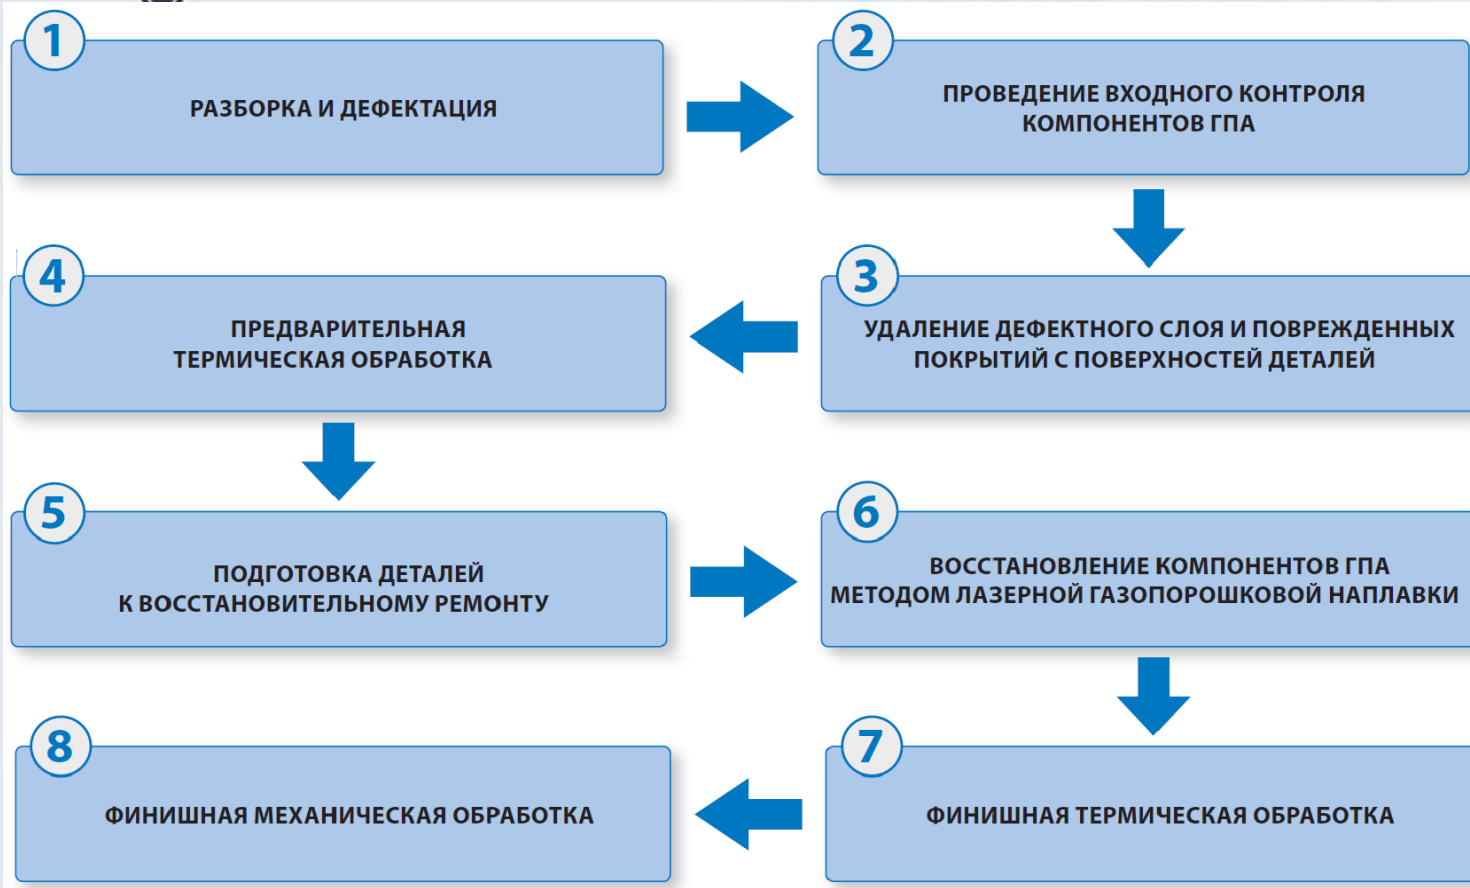 1
РАЗБОРКА И ДЕФЕКТАЦИЯ
2
ПРОВЕДЕНИЕ ВХОДНОГО КОНТРОЛЯ
КОМПОНЕНТОВ ГПА
3
УДАЛЕНИЕ ДЕФЕКТНОГО СЛОЯ И ПОВРЕЖДЕННЫХ
ПОКРЫТИЙ С ПОВЕРХНОСТЕЙ ДЕТАЛЕЙ
4
ПРЕДВАРИТЕЛЬНАЯ
ТЕРМИЧЕСКАЯ ОБРАБОТКА
5
ПОДГОТОВКА ДЕТАЛЕЙ
К ВОССТАНОВИТЕЛЬНОМУ РЕМОНТУ
6
ВОССТАНОВЛЕНИЕ КОМПОНЕНТОВ ГПА
МЕТОДОМ ЛАЗЕРНОЙ ГАЗОПОРОШКОВОЙ НАПЛАВКИ
7
ФИНИШНАЯ ТЕРМИЧЕСКАЯ ОБРАБОТКА
8
ФИНИШНАЯ МЕХАНИЧЕСКАЯ ОБРАБОТКА